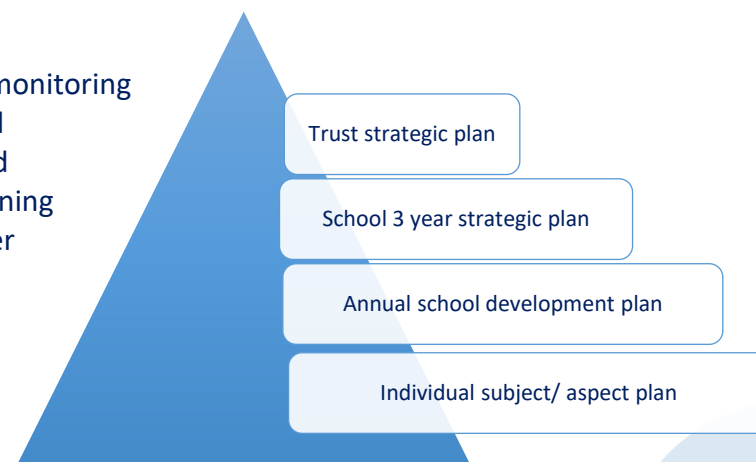 monitoring
ning
Trust strategic plan
School 3 year strategic plan
Annual school development plan
Individual subject/ aspect plan